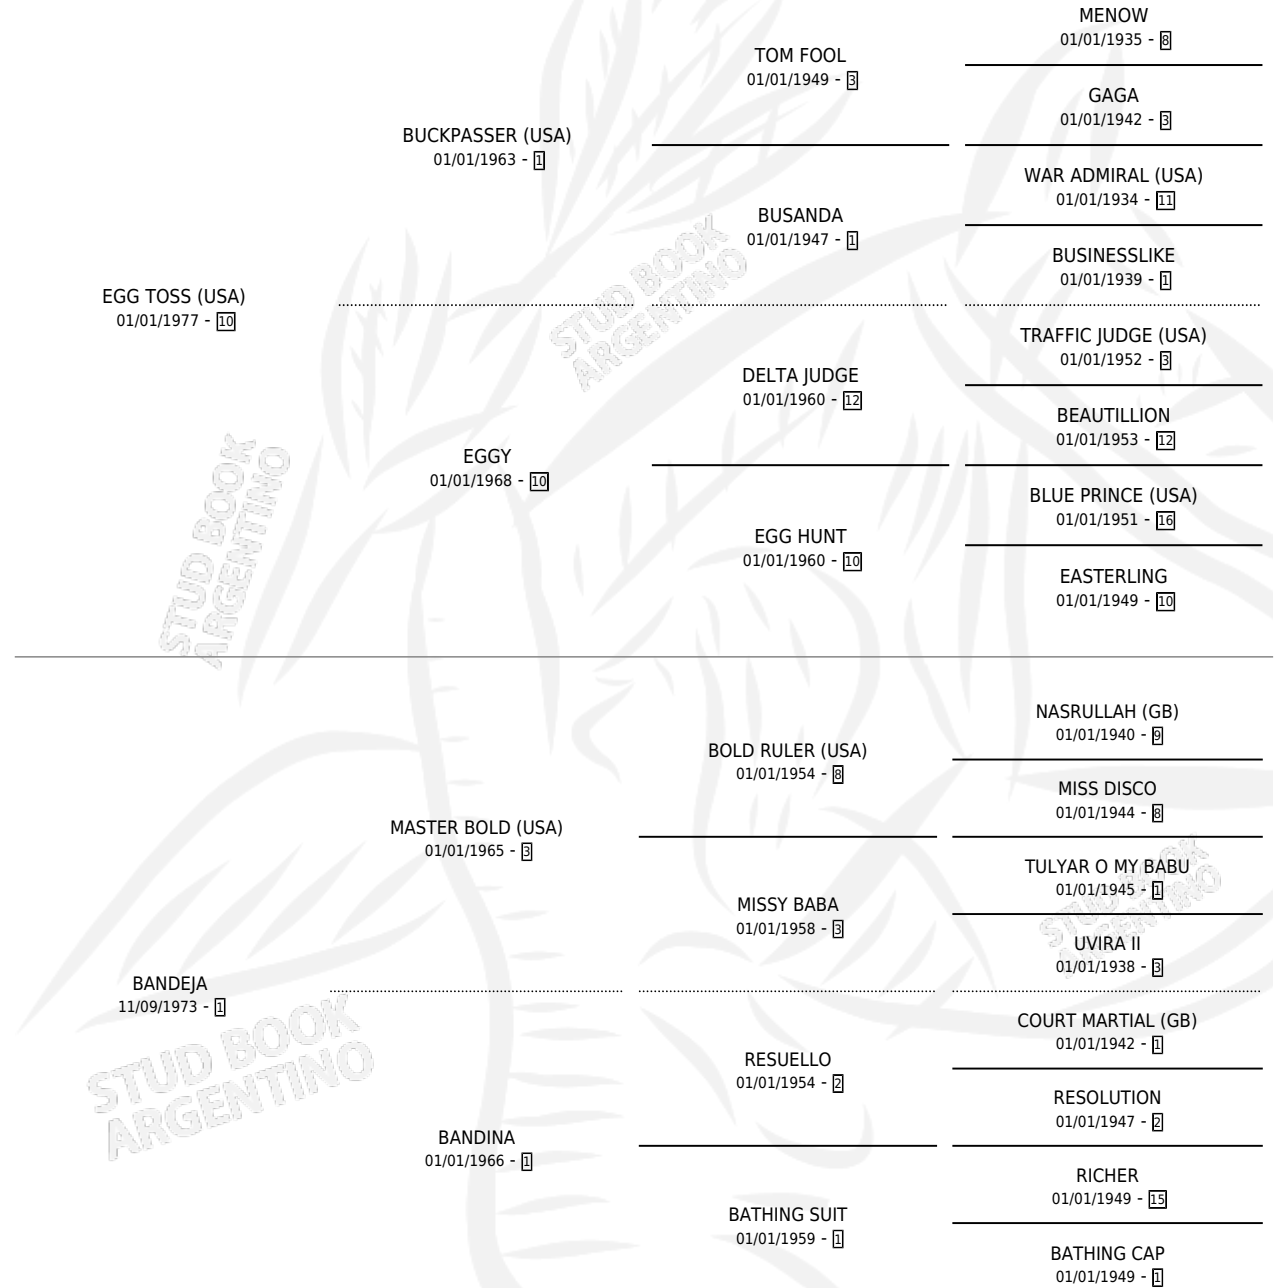 MENOW
01/01/1935 - 8
TOM FOOL
01/01/1949 - 3
GAGA
01/01/1942 - 3
BUCKPASSER (USA)
01/01/1963 - 1
WAR ADMIRAL (USA)
01/01/1934 - 11
BUSANDA
01/01/1947 - 1
BUSINESSLIKE
01/01/1939 - 1
EGG TOSS (USA)
01/01/1977 - 10
STUD BOOK
ARGENTINO
TRAFFIC JUDGE (USA)
01/01/1952 - 3
DELTA JUDGE
01/01/1960 - 12
BEAUTILLION
01/01/1953 - 12
EGGY
01/01/1968 - 10
BLUE PRINCE (USA)
01/01/1951 - 16
EGG HUNT
01/01/1960 - 10
EASTERLING
01/01/1949 - 10
STUD BOOK
ARGENTINO
NASRULLAH (GB)
01/01/1940 - 9
BOLD RULER (USA)
01/01/1954 - 8
MISS DISCO
01/01/1944 - 8
MASTER BOLD (USA)
01/01/1965 - 3
TULYAR O MY BABU
01/01/1945 - 1
MISSY BABA
01/01/1958 - 3
UVIRA II
01/01/1938 - 3
STUD BOOK
ARGENTINO
BANDEJA
11/09/1973 - 1
COURT MARTIAL (GB)
01/01/1942 - 1
RESUELLO
01/01/1954 - 2
RESOLUTION
01/01/1947 - 2
STUD BOOK
ARGENTINO
BANDINA
01/01/1966 - 1
RICHER
01/01/1949 - 15
BATHING SUIT
01/01/1959 - 1
BATHING CAP
01/01/1949 - 1